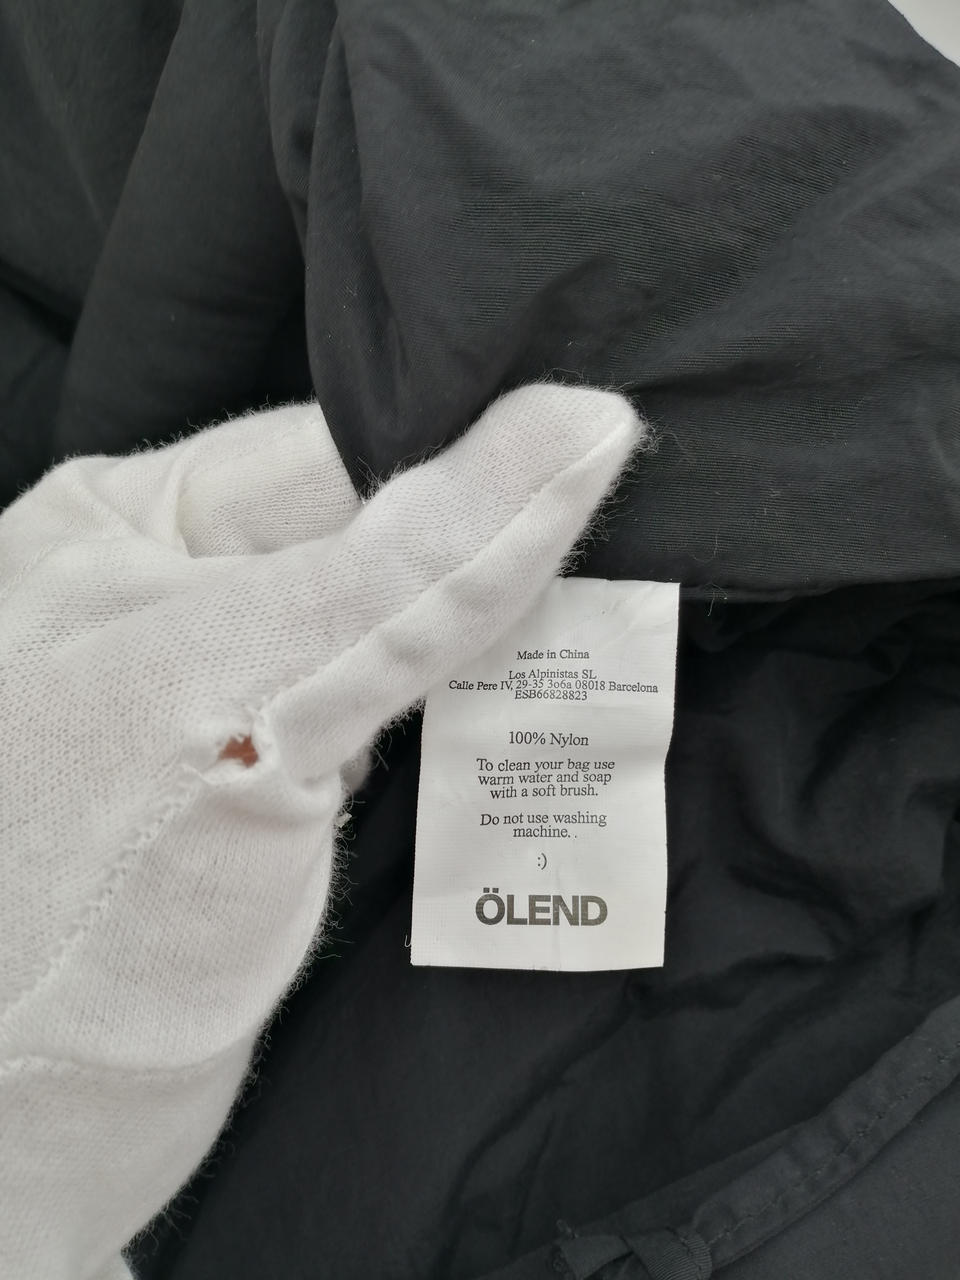 Made in China
Los Alpinistas SL
Calle Pere IV, 29-35 3o6a 08018 Barcelona
ESB66828823
100% Nylon
To clean your bag use
warm water and soap
with a soft brush.
Do not use washing
machine. .
:)
ÖLEND